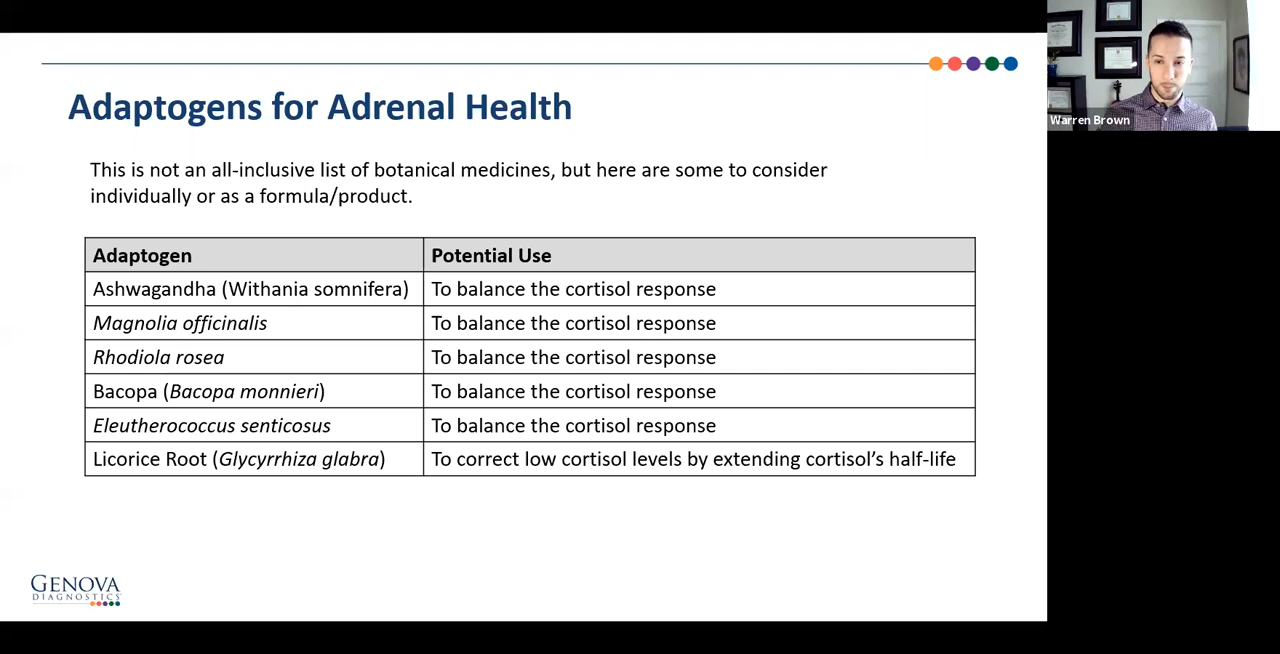 Adaptogens for Adrenal Health
This is not an all-inclusive list of botanical medicines, but here are some to consider
individually or as a formula/product.
Adaptogen Potential Use
Ashwagandha (Withania somnifera) To balance the cortisol response
Magnolia officinalis To balance the cortisol response
Rhodiola rosea To balance the cortisol response
Bacopa (Bacopa monnieri) To balance the cortisol response
Eleutherococcus senticosus To balance the cortisol response
Licorice Root (Glycyrrhiza glabra) To correct low cortisol levels by extending cortisol’s half-life
GENOVA
DIAGNOSTICS
Warren Brown